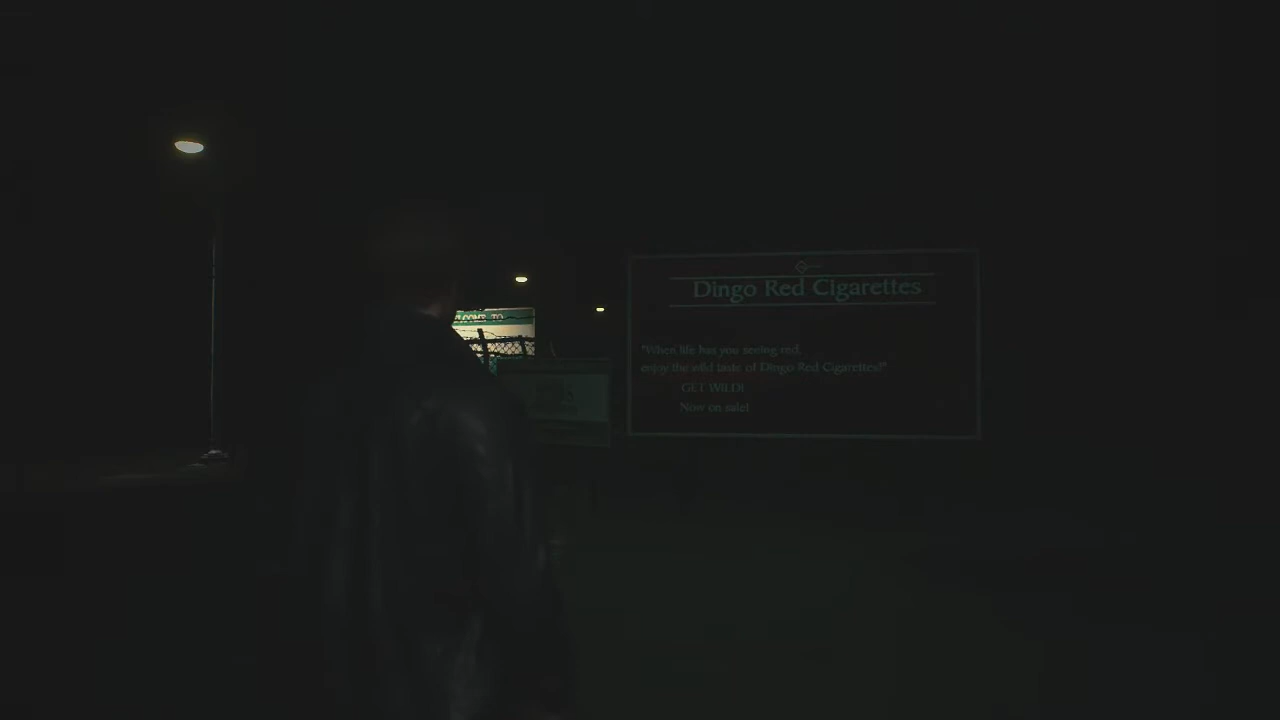 TO
Dingo Red Cigarettes
"When life has you seeing red,
enjoy the wild taste of Dingo Red Cigarettes!"
GET WILD!
Now on sale!